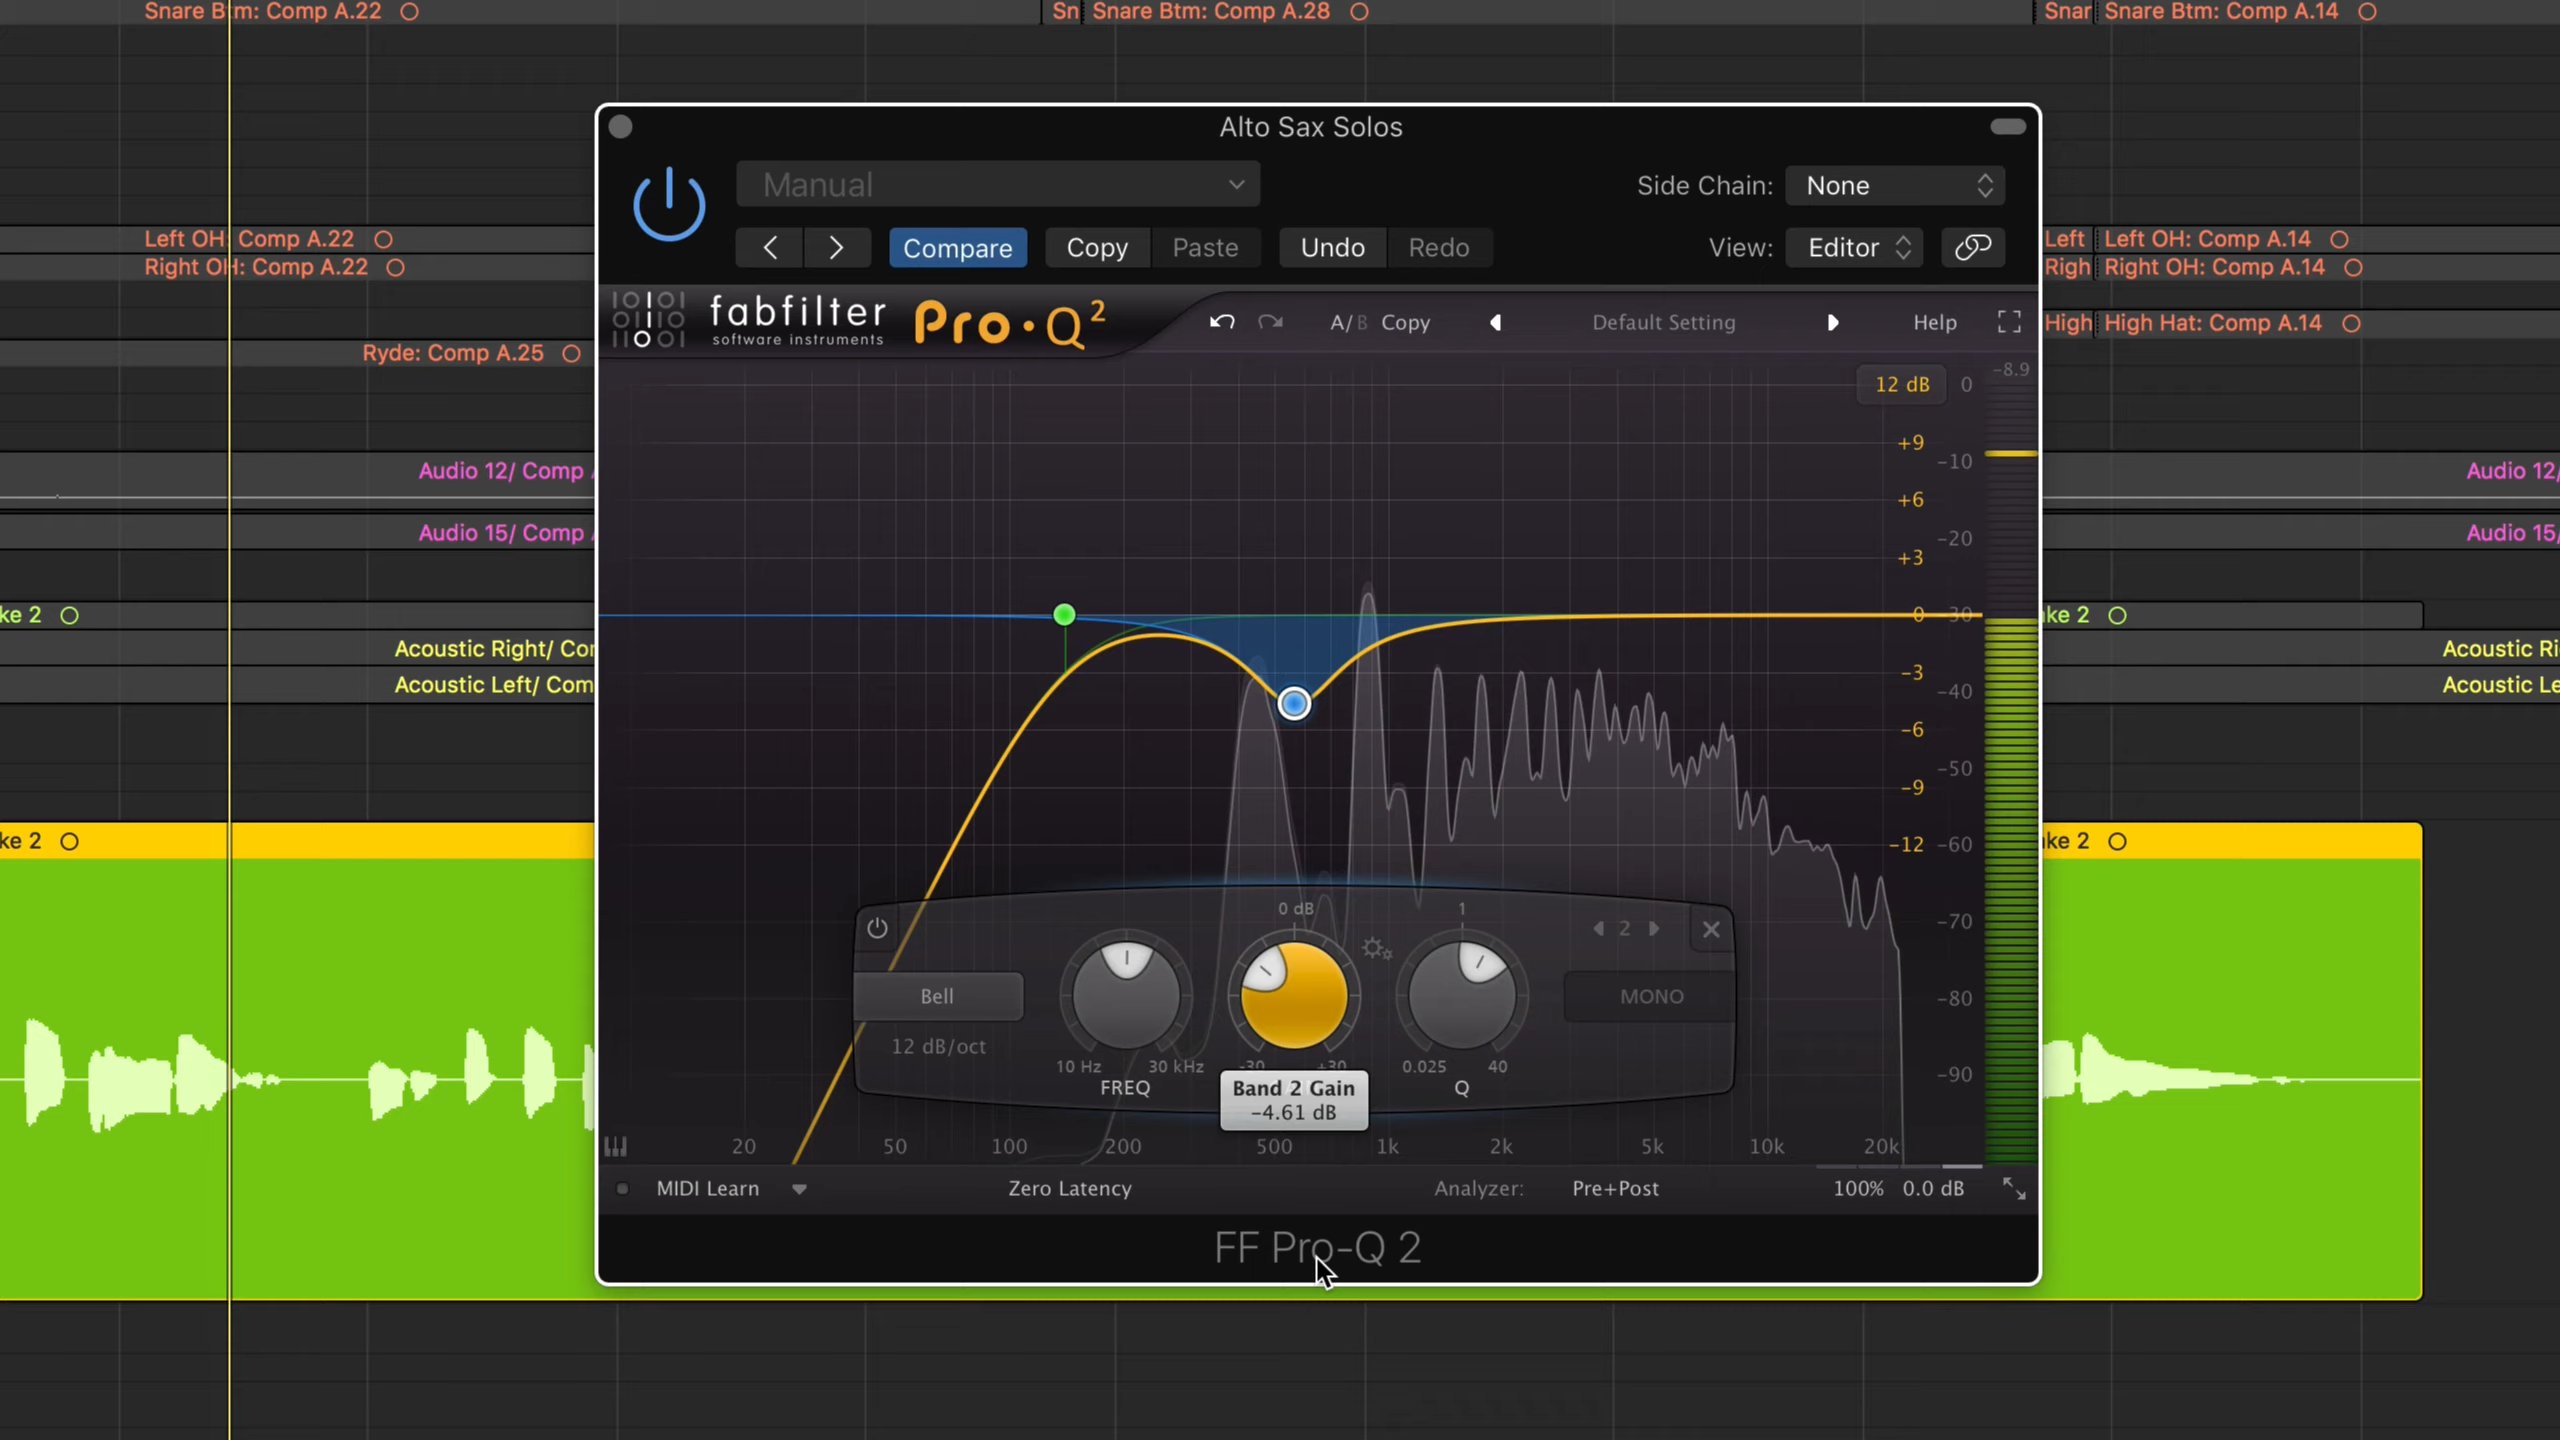 Snare Btm: Comp A.22
Sn
Snare Btm: Comp A.28
Snar
Snare Btm: Comp A.14
Alto Sax Solos
Manual
Side Chain: None
Compare
Copy
Paste
Undo
Redo
View: Editor
Left OH: Comp A.22
Right OH: Comp A.22
Left
Left OH: Comp A.14
Righ
Right OH: Comp A.14
High
High Hat: Comp A.14
Ryde: Comp A.25
fabfilter
software instruments
Pro·Q2
A/B Copy
Default Setting
Help
12 dB
0
-8.9
+9
-10
+6
-20
+3
0
-30
-3
-40
-6
-50
-9
-12
-60
-70
-80
-90
Audio 12/ Comp
Audio 12/
Audio 15/ Comp
Audio 15/
ke 2
ke 2
Acoustic Right/ Cor
Acoustic Ri
Acoustic Left/ Com
Acoustic Le
ke 2
ke 2
0 dB
1
2
Bell
MONO
12 dB/oct
10 Hz
30 kHz
FREQ
-30
+30
0.025
40
Q
Band 2 Gain
-4.61 dB
20
50
100
200
500
1k
2k
5k
10k
20k
MIDI Learn
Zero Latency
Analyzer:
Pre+Post
100%
0.0 dB
FF Pro-Q 2